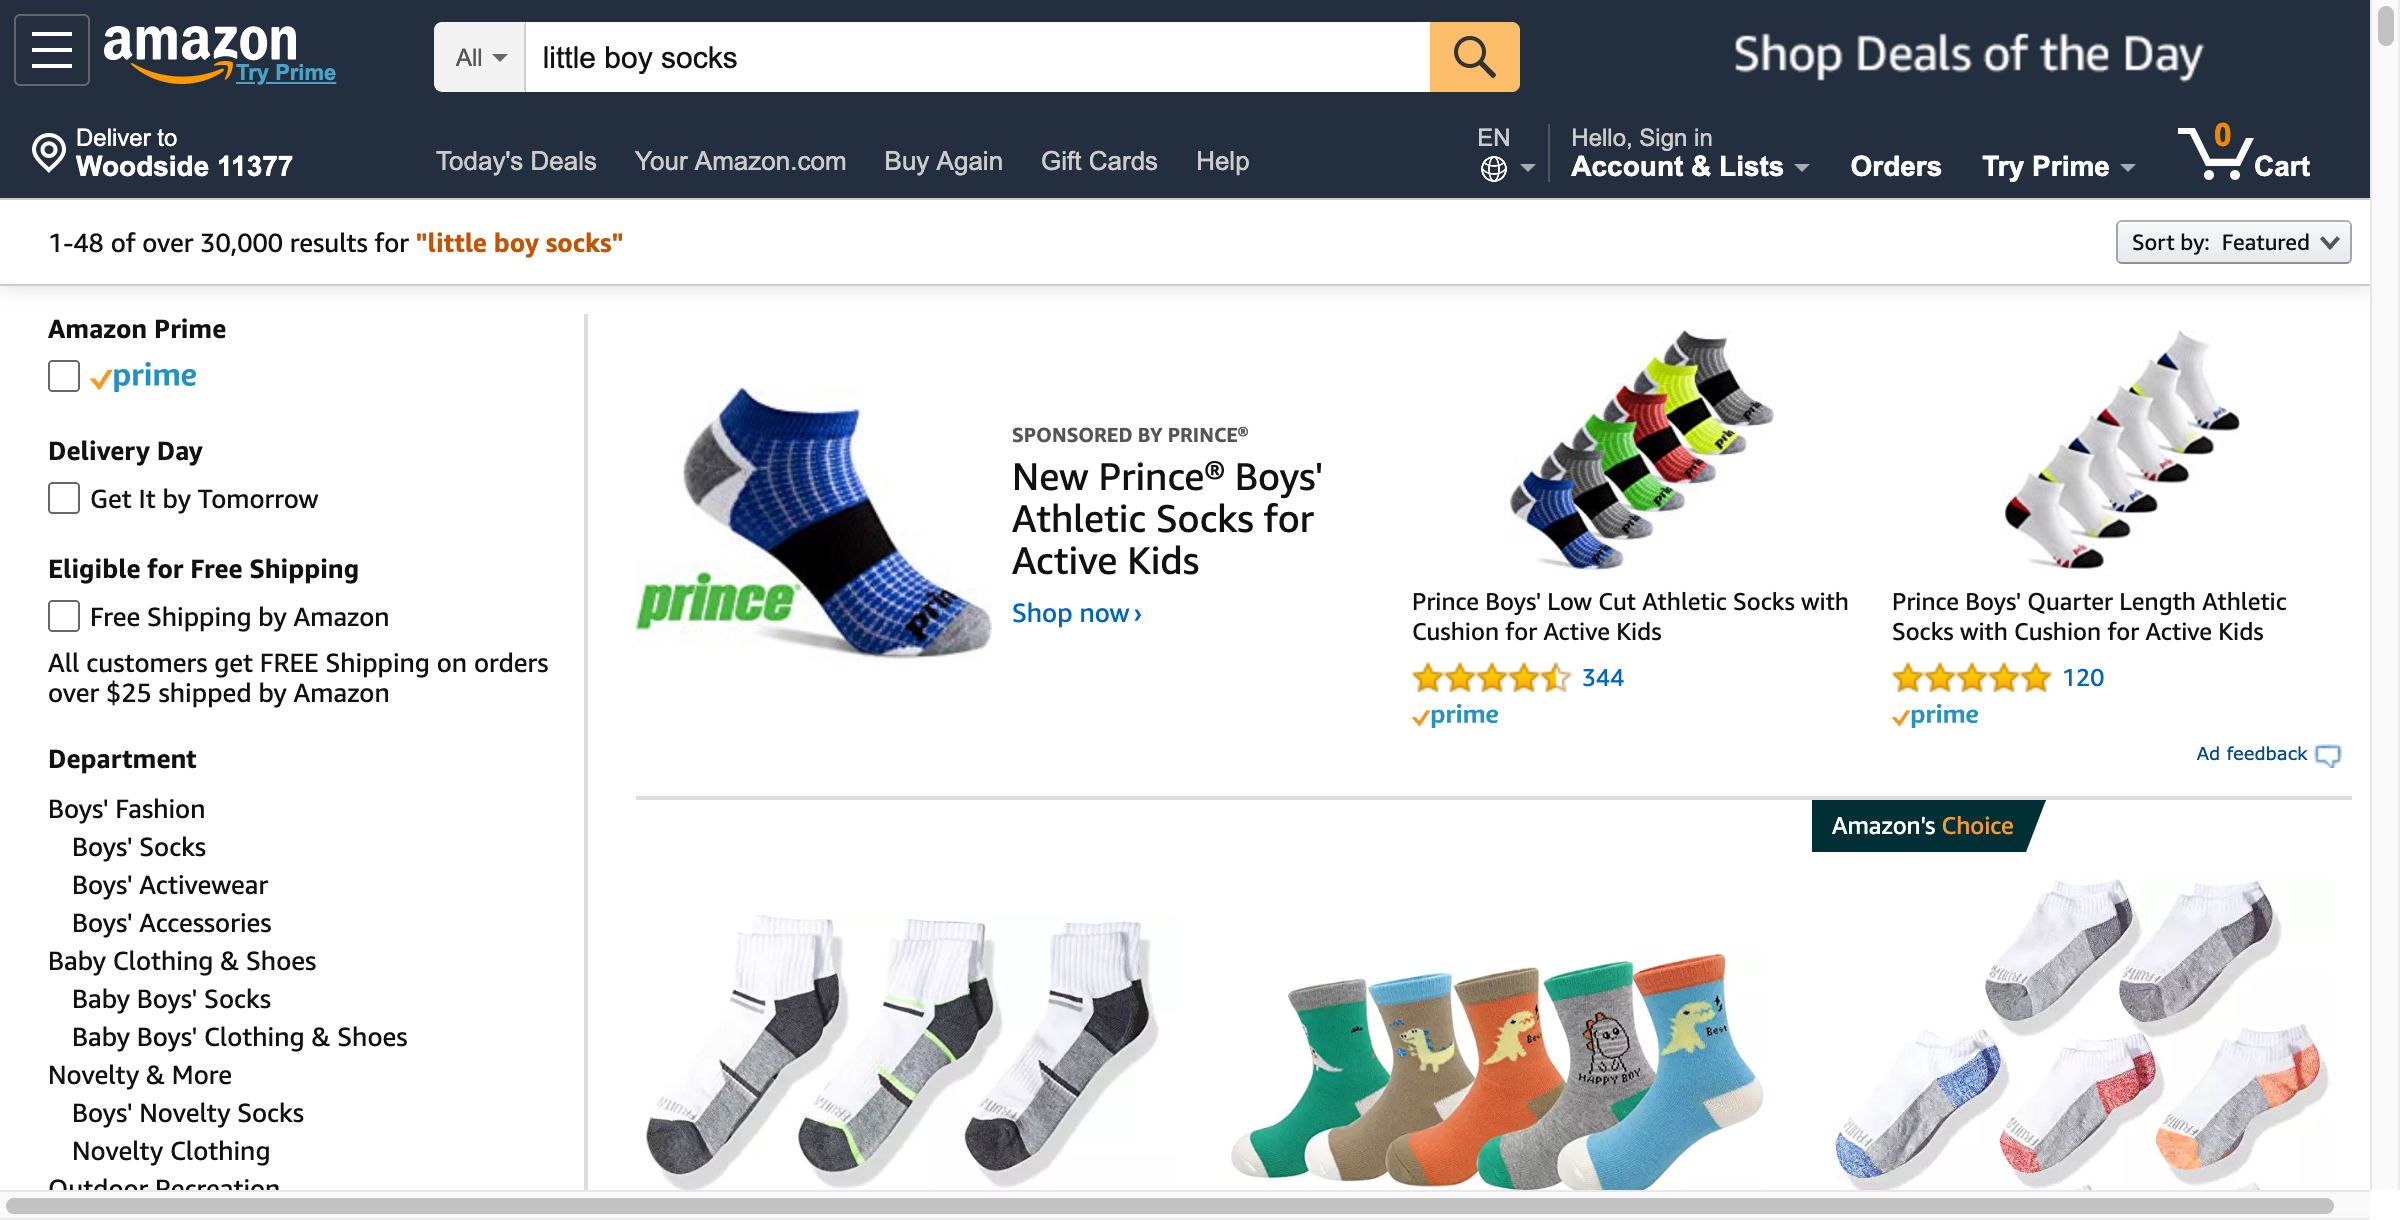 amazon
Try Prime
All
little boy socks
Shop Deals of the Day
Deliver to
Woodside 11377
Today's Deals
Your Amazon.com
Buy Again
Gift Cards
Help
EN
Hello, Sign in
Account & Lists
Orders
Try Prime
0
Cart
1-48 of over 30,000 results for "little boy socks"
Sort by: Featured
Amazon Prime
prime
Delivery Day
Get It by Tomorrow
Eligible for Free Shipping
Free Shipping by Amazon
All customers get FREE Shipping on orders
over $25 shipped by Amazon
Department
Boys' Fashion
Boys' Socks
Boys' Activewear
Boys' Accessories
Baby Clothing & Shoes
Baby Boys' Socks
Baby Boys' Clothing & Shoes
Novelty & More
Boys' Novelty Socks
Novelty Clothing
Outdoor Recreation
prince
SPONSORED BY PRINCE®
New Prince® Boys'
Athletic Socks for
Active Kids
Shop now ›
Prince Boys' Low Cut Athletic Socks with
Cushion for Active Kids
344
prime
Prince Boys' Quarter Length Athletic
Socks with Cushion for Active Kids
120
prime
Ad feedback
Amazon's Choice
Best
HAPPY BOY
Best